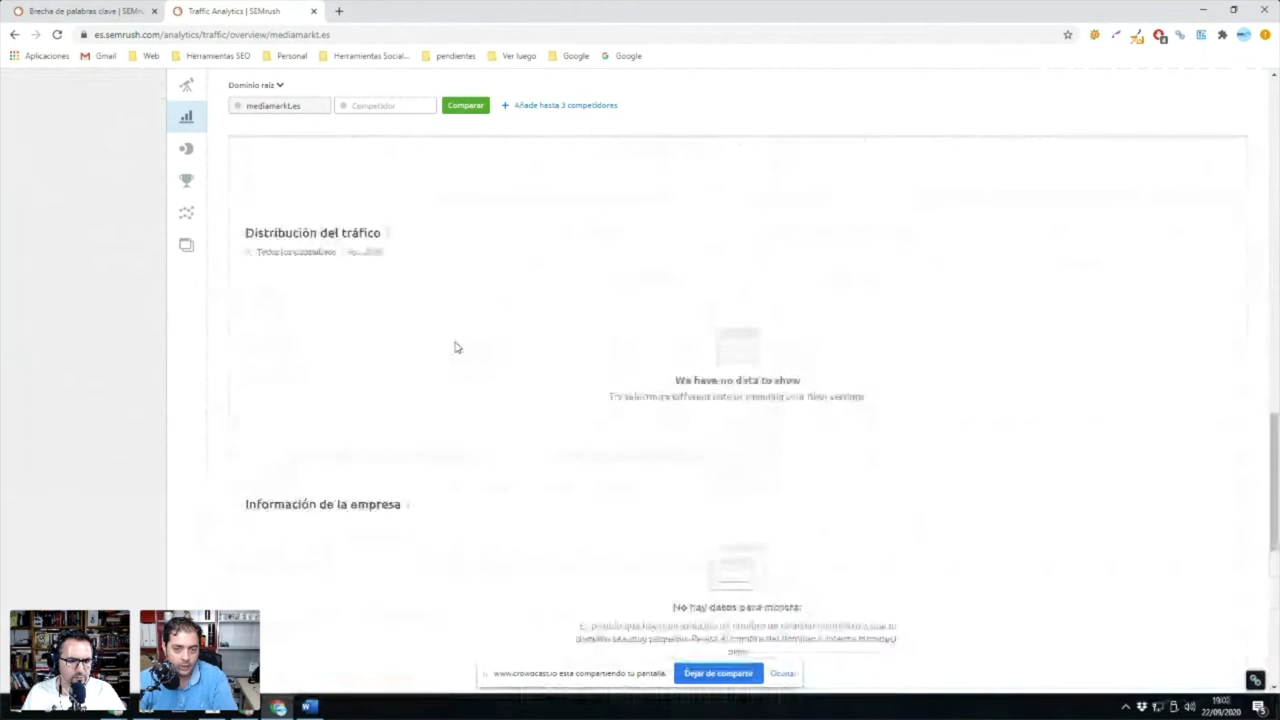 Brecha de palabras clave | SEMru
Traffic Analytics | SEMrush
es.semrush.com/analytics/traffic/overview/mediamarkt.es
Aplicaciones
Gmail
Web
Herramientas SEO
Personal
Herramientas Social...
pendientes
Ver luego
Google
Google
Dominio raíz
mediamarkt.es
Competidor
Comparar
+ Añade hasta 3 competidores
Distribución del tráfico
We have no data to show
Información de la empresa
No hay datos para mostrar
www.crowdcast.io está compartiendo tu pantalla.
Dejar de compartir
Ocultar
22/09/2020